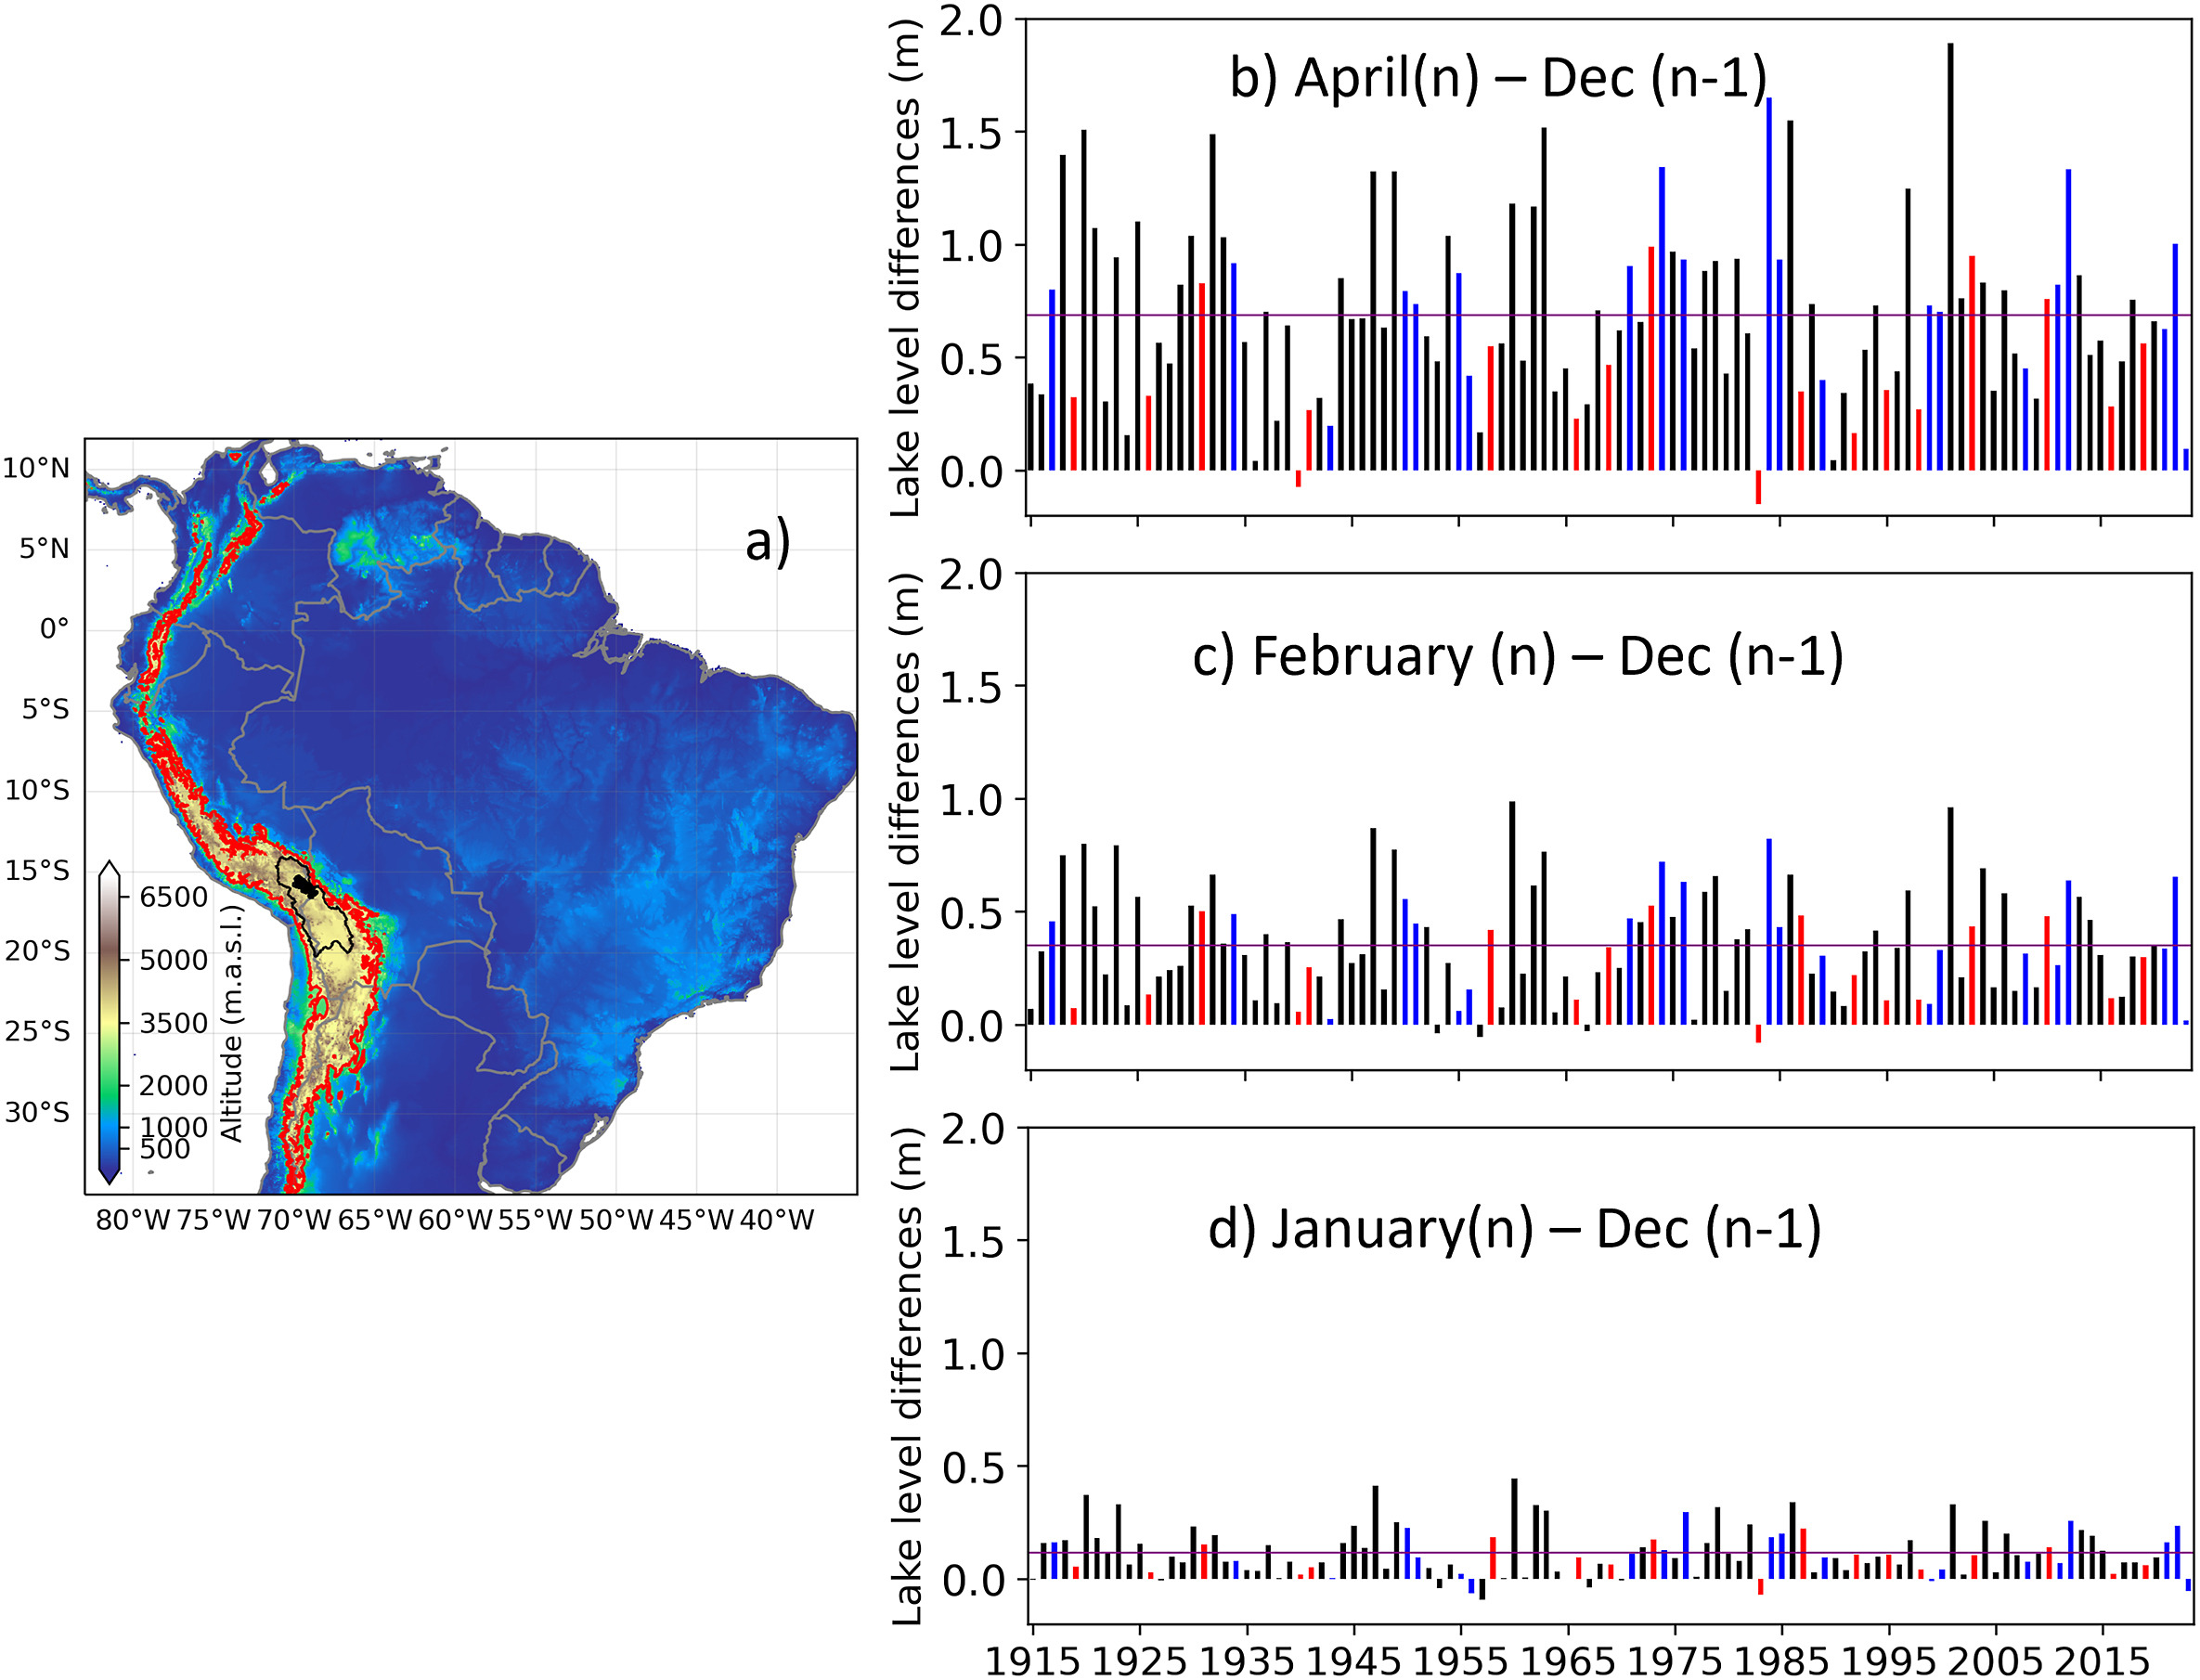 a)
10°N
5°N
0°
5°S
10°S
15°S
20°S
25°S
30°S
80°W 75°W 70°W 65°W 60°W 55°W 50°W 45°W 40°W
6500
5000
3500
2000
1000
500
Altitude (m.a.s.l.)
b) April(n) – Dec (n-1)
Lake level differences (m)
2.0
1.5
1.0
0.5
0.0
c) February (n) – Dec (n-1)
Lake level differences (m)
2.0
1.5
1.0
0.5
0.0
d) January(n) – Dec (n-1)
Lake level differences (m)
2.0
1.5
1.0
0.5
0.0
1915 1925 1935 1945 1955 1965 1975 1985 1995 2005 2015